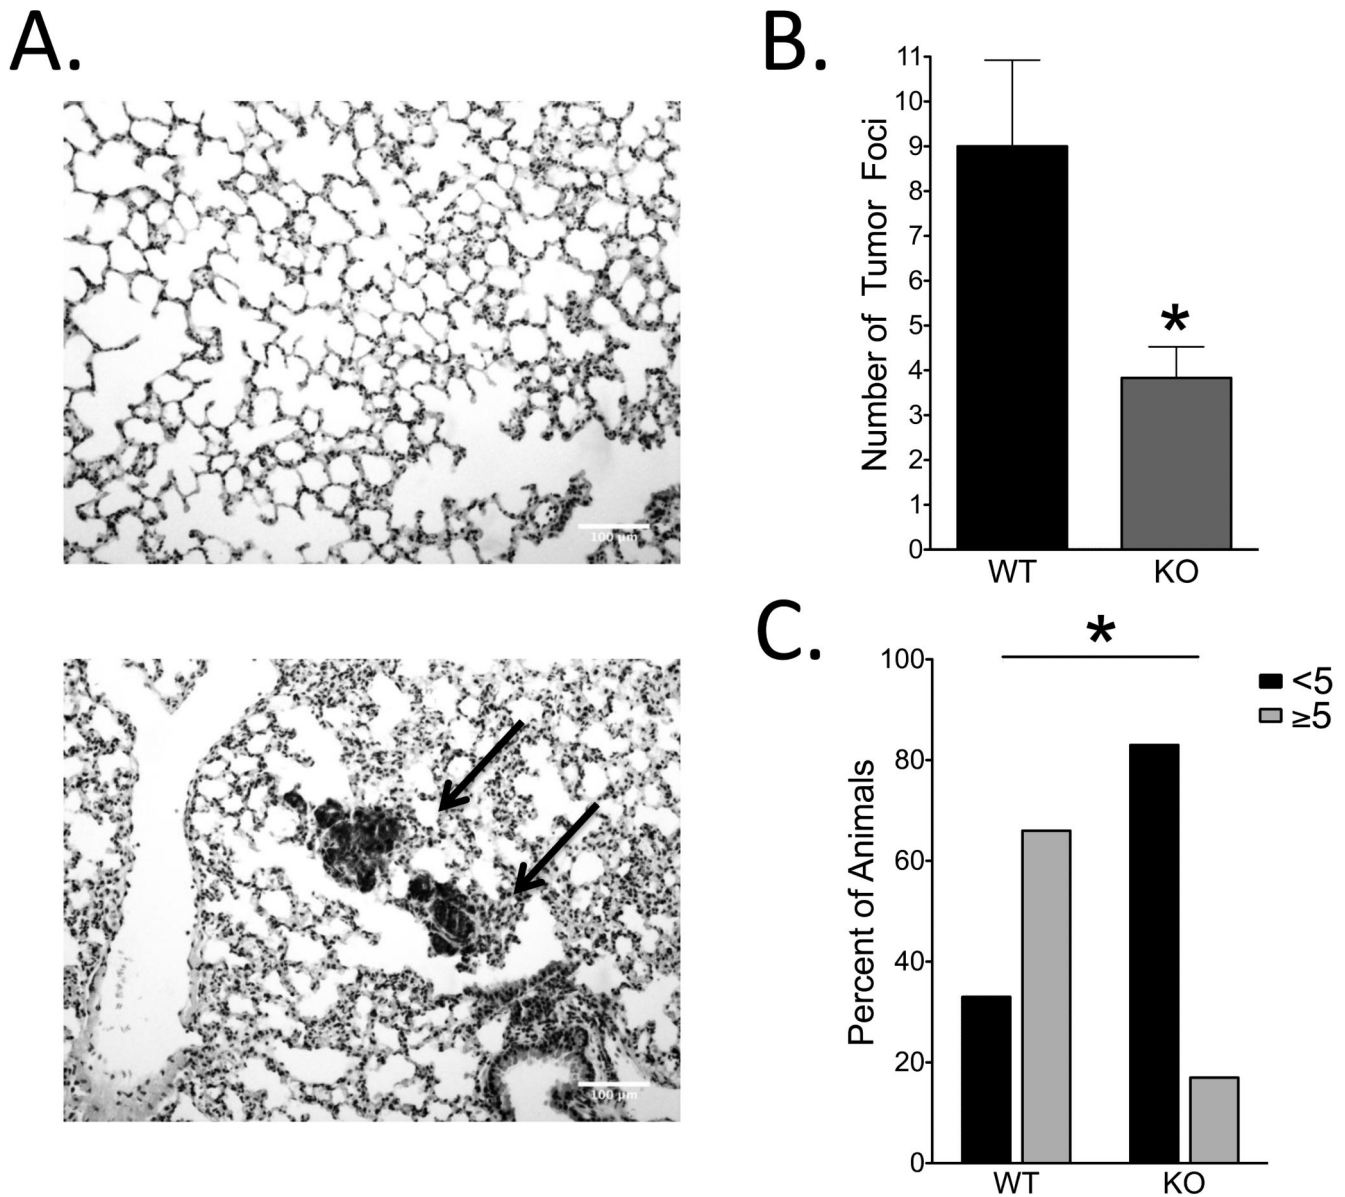 A.
100 µm
100 µm
B.
Number of Tumor Foci
11
10
9
8
7
6
5
4
3
2
1
0
*
WT
KO
C.
*
Percent of Animals
100
80
60
40
20
0
<5
≥5
WT
KO